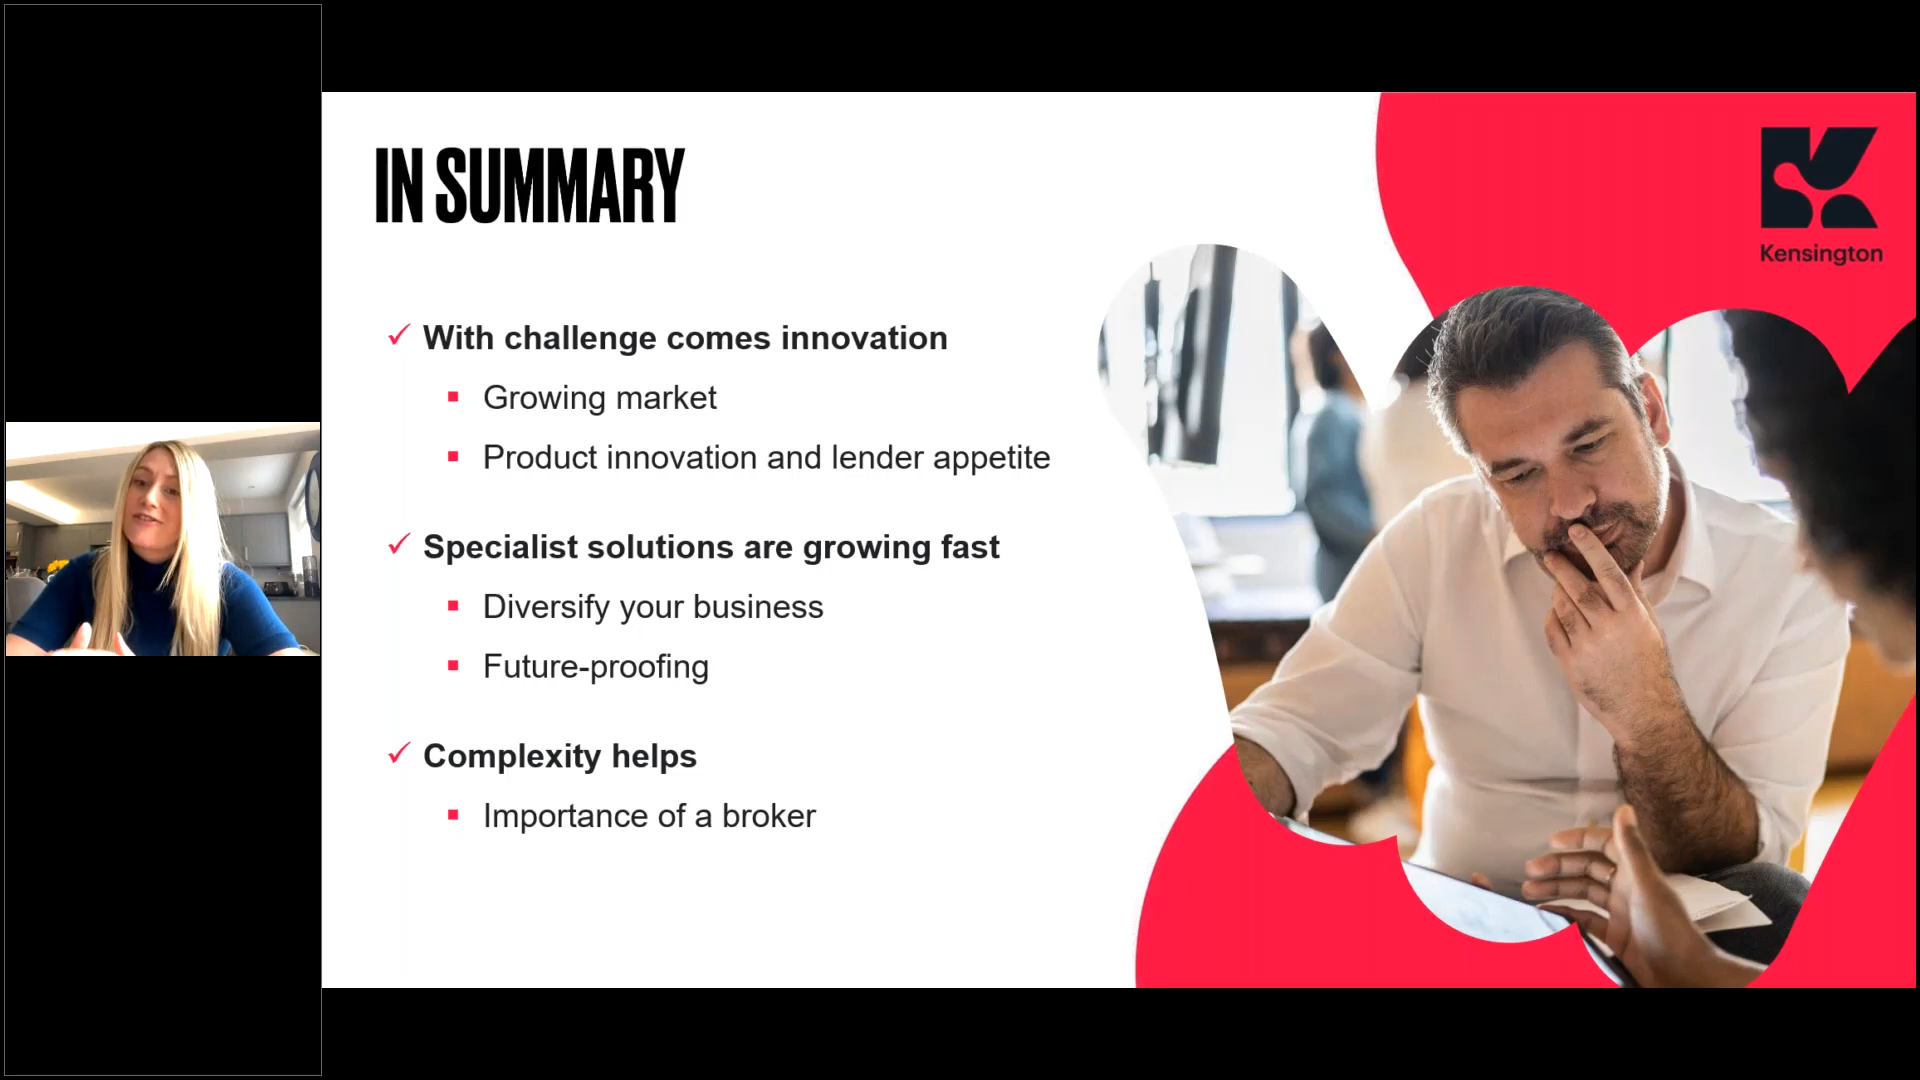 IN SUMMARY
Kensington
With challenge comes innovation
Growing market
Product innovation and lender appetite
Specialist solutions are growing fast
Diversify your business
Future-proofing
Complexity helps
Importance of a broker